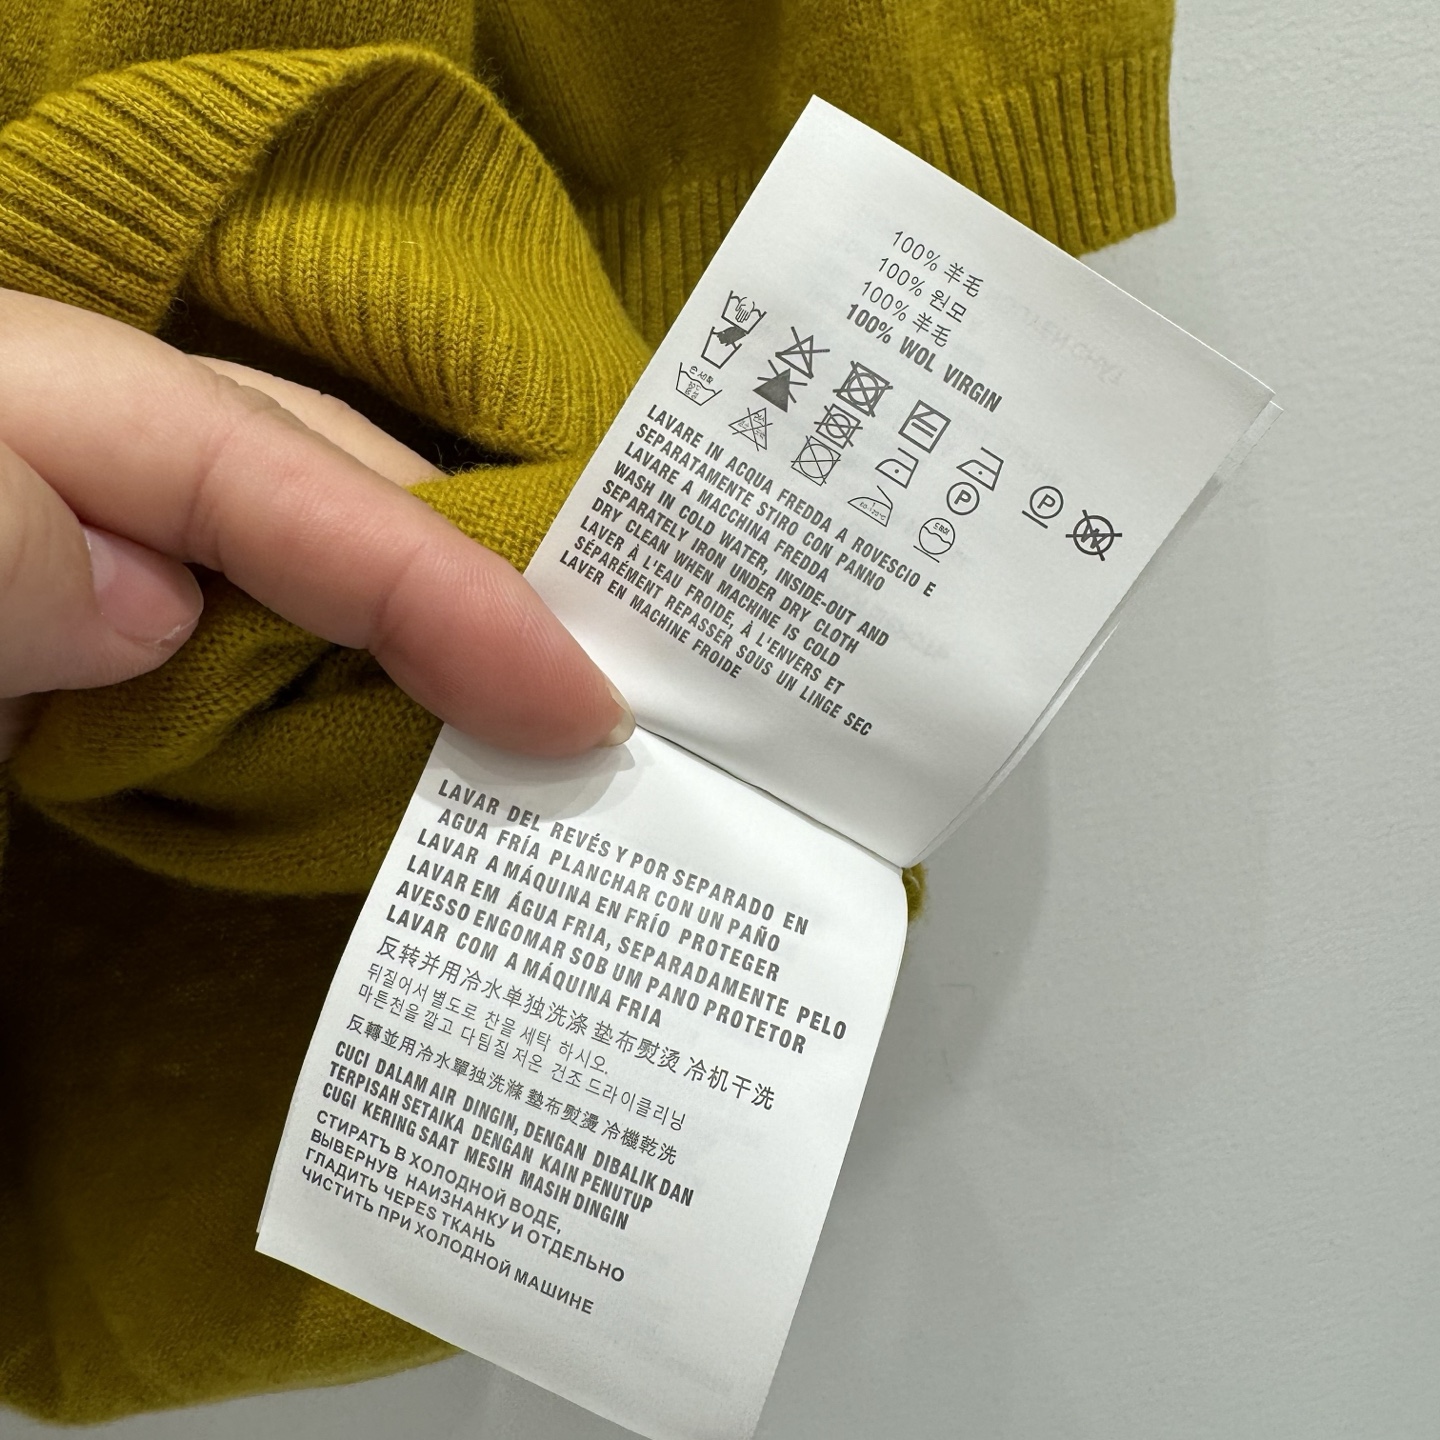 100% 羊毛
100% 원모
100% 羊毛
100% WOL VIRGIN
P
P
W
LAVARE IN ACQUA FREDDA A ROVESCIO E
SEPARATAMENTE STIRO CON PANNO
LAVARE A MACCHINA FREDDA
WASH IN COLD WATER, INSIDE-OUT AND
SEPARATELY IRON UNDER DRY CLOTH
DRY CLEAN WHEN MACHINE IS COLD
LAVER À L'EAU FROIDE, À L'ENVERS ET
SÉPARÉMENT REPASSER SOUS UN LINGE SEC
LAVER EN MACHINE FROIDE
LAVAR DEL REVÉS Y POR SEPARADO EN
AGUA FRÍA PLANCHAR CON UN PAÑO
LAVAR A MÁQUINA EN FRÍO PROTEGER
LAVAR EM ÁGUA FRIA, SEPARADAMENTE PELO
AVESSO ENGOMAR SOB UM PANO PROTETOR
LAVAR COM A MÁQUINA FRIA
反转并用冷水单独洗涤 垫布熨烫 冷机干洗
뒤집어서 별도로 찬물 세탁 하시오.
마른천을 깔고 다림질 저온 건조 드라이클리닝
反轉並用冷水單独洗滌 墊布熨燙 冷機乾洗
CUCI DALAM AIR DINGIN, DENGAN DIBALIK DAN
TERPISAH SETAIKA DENGAN KAIN PENUTUP
CUGI KERING SAAT MESIH MASIH DINGIN
СТИРАТЪ В ХОЛОДНОЙ ВОДЕ,
ВЫВЕРНУВ НАИЗНАНКУ И ОТДЕЛЬНО
ГЛАДИТЬ ЧЕРЕЗ ТКАНЬ
ЧИСТИТЬ ПРИ ХОЛОДНОЙ МАШИНЕ